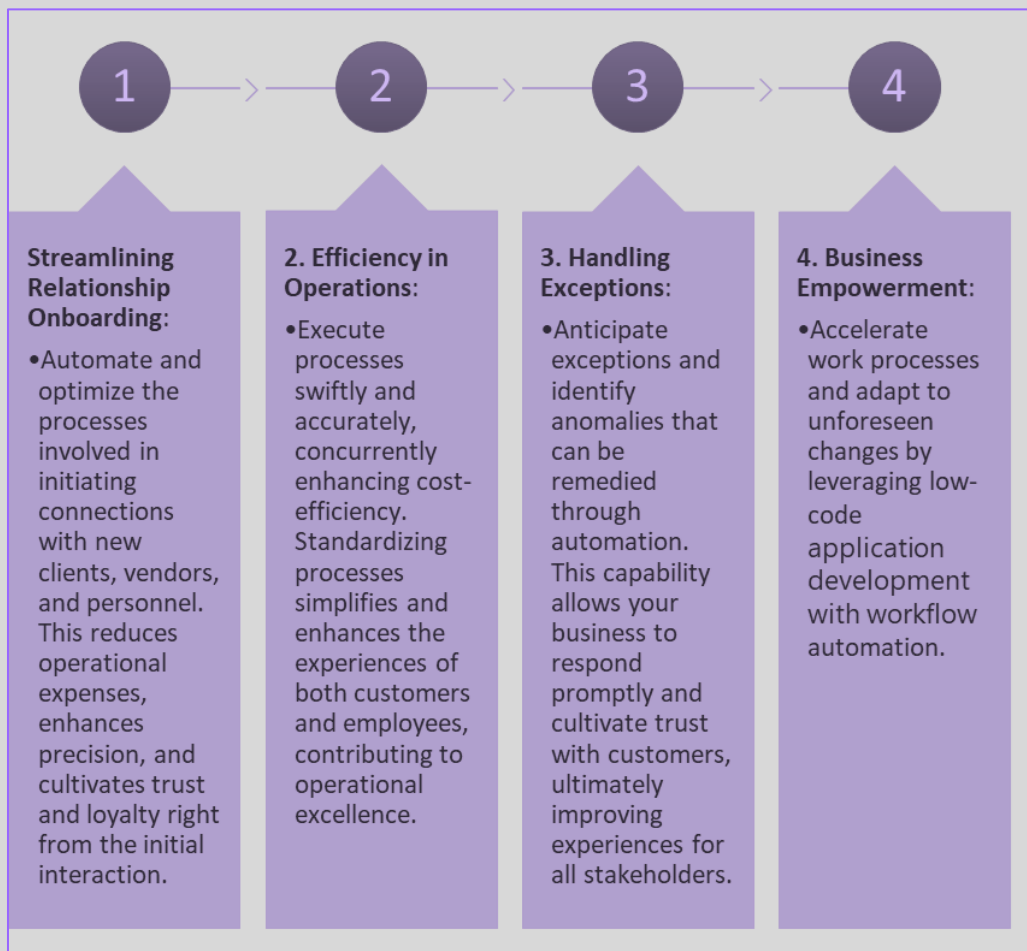 1
2
3
4
Streamlining
Relationship
Onboarding:
•Automate and
optimize the
processes
involved in
initiating
connections
with new
clients, vendors,
and personnel.
This reduces
operational
expenses,
enhances
precision, and
cultivates trust
and loyalty right
from the initial
interaction.
2. Efficiency in
Operations:
•Execute
processes
swiftly and
accurately,
concurrently
enhancing cost-
efficiency.
Standardizing
processes
simplifies and
enhances the
experiences of
both customers
and employees,
contributing to
operational
excellence.
3. Handling
Exceptions:
•Anticipate
exceptions and
identify
anomalies that
can be
remedied
through
automation.
This capability
allows your
business to
respond
promptly and
cultivate trust
with customers,
ultimately
improving
experiences for
all stakeholders.
4. Business
Empowerment:
•Accelerate
work processes
and adapt to
unforeseen
changes by
leveraging low-
code
application
development
with workflow
automation.